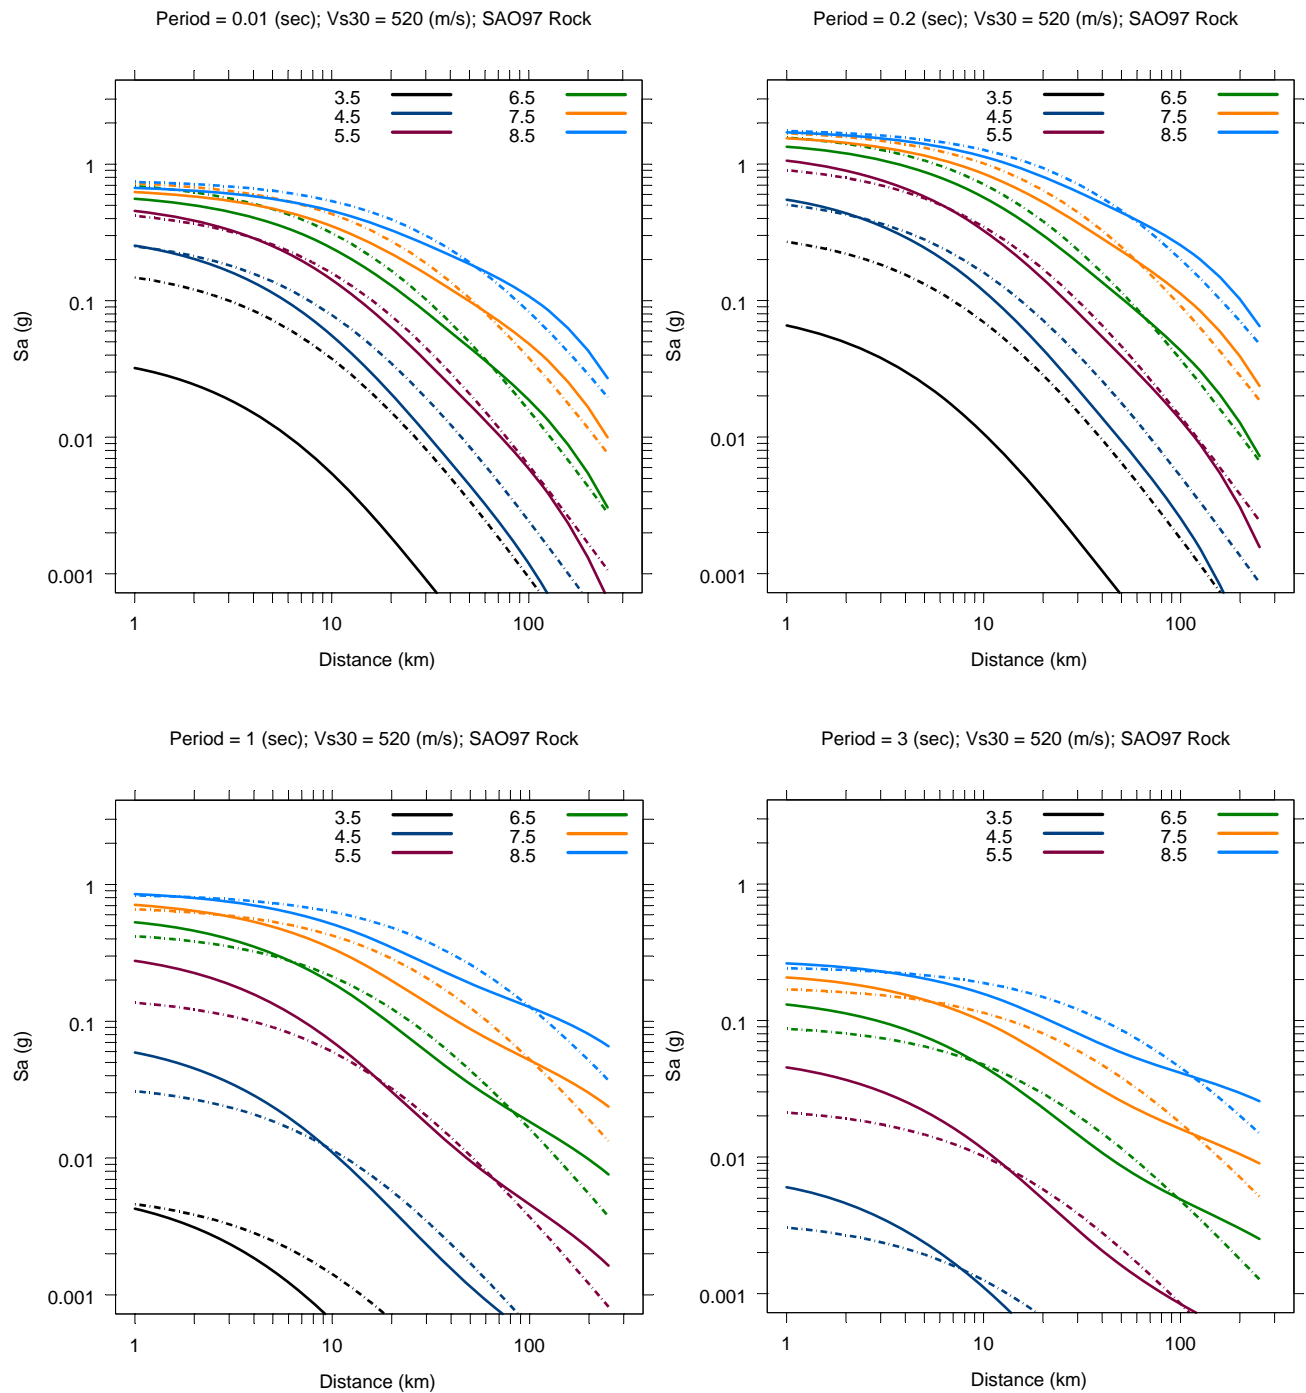 Period = 0.01 (sec); Vs30 = 520 (m/s); SAO97 Rock
3.5 6.5
4.5 7.5
5.5 8.5
1
0.1
0.01
0.001
Sa (g)
1 10 100
Distance (km)
Period = 0.2 (sec); Vs30 = 520 (m/s); SAO97 Rock
3.5 6.5
4.5 7.5
5.5 8.5
1
0.1
0.01
0.001
Sa (g)
1 10 100
Distance (km)
Period = 1 (sec); Vs30 = 520 (m/s); SAO97 Rock
3.5 6.5
4.5 7.5
5.5 8.5
1
0.1
0.01
0.001
Sa (g)
1 10 100
Distance (km)
Period = 3 (sec); Vs30 = 520 (m/s); SAO97 Rock
3.5 6.5
4.5 7.5
5.5 8.5
1
0.1
0.01
0.001
Sa (g)
1 10 100
Distance (km)